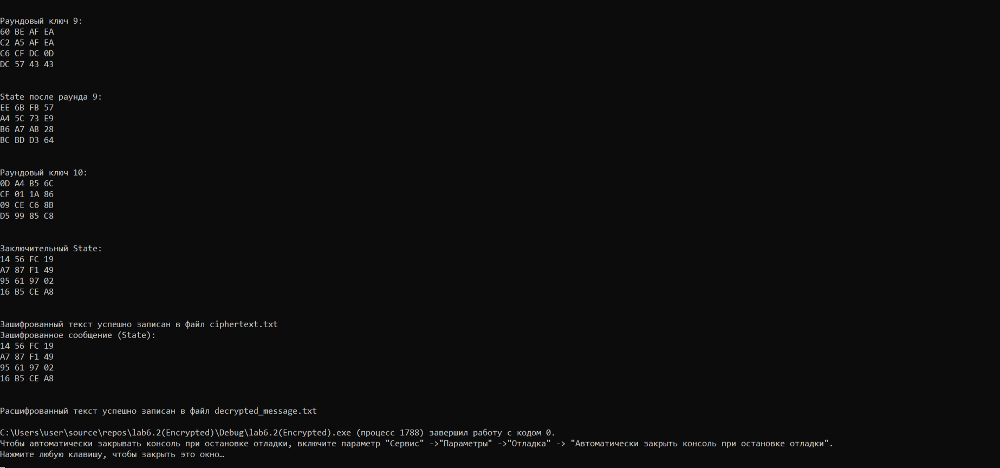 Раундовый ключ 9:
60 BE AF EA
C2 A5 AF EA
C6 CF DC 0D
DC 57 43 43
State после раунда 9:
EE 6B FB 57
A4 5C 73 E9
B6 A7 AB 28
BC BD D3 64
Раундовый ключ 10:
0D A4 B5 6C
CF 01 1A 86
09 CE C6 8B
D5 99 85 C8
Заключительный State:
14 56 FC 19
A7 87 F1 49
95 61 97 02
16 B5 CE A8
Зашифрованный текст успешно записан в файл ciphertext.txt
Зашифрованное сообщение (State):
14 56 FC 19
A7 87 F1 49
95 61 97 02
16 B5 CE A8
Расшифрованный текст успешно записан в файл decrypted_message.txt
C:\Users\user\source\repos\lab6.2(Encrypted)\Debug\lab6.2(Encrypted).exe (процесс 1788) завершил работу с кодом 0.
Чтобы автоматически закрывать консоль при остановке отладки, включите параметр "Сервис" ->"Параметры" ->"Отладка" -> "Автоматически закрыть консоль при остановке отладки".
Нажмите любую клавишу, чтобы закрыть это окно…